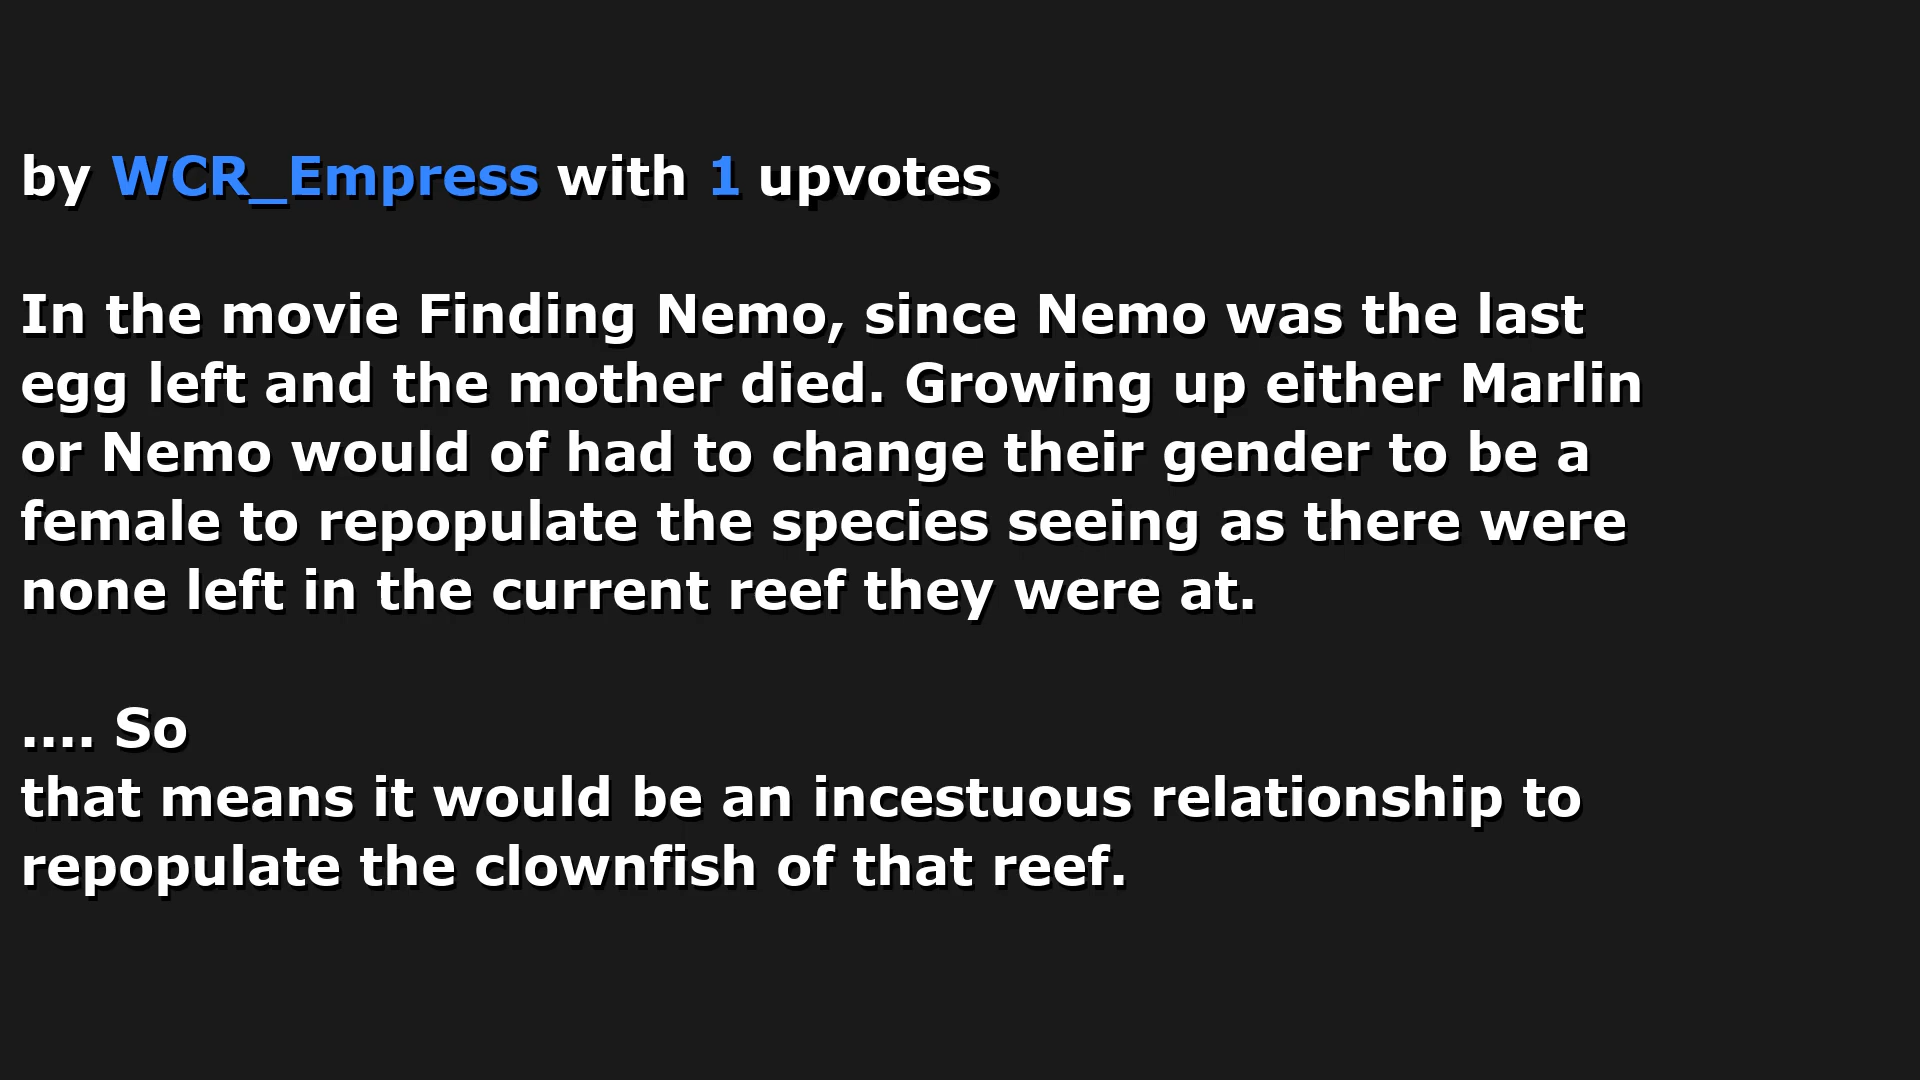 by WCR_Empress with 1 upvotes
In the movie Finding Nemo, since Nemo was the last
egg left and the mother died. Growing up either Marlin
or Nemo would of had to change their gender to be a
female to repopulate the species seeing as there were
none left in the current reef they were at.
.... So
that means it would be an incestuous relationship to
repopulate the clownfish of that reef.